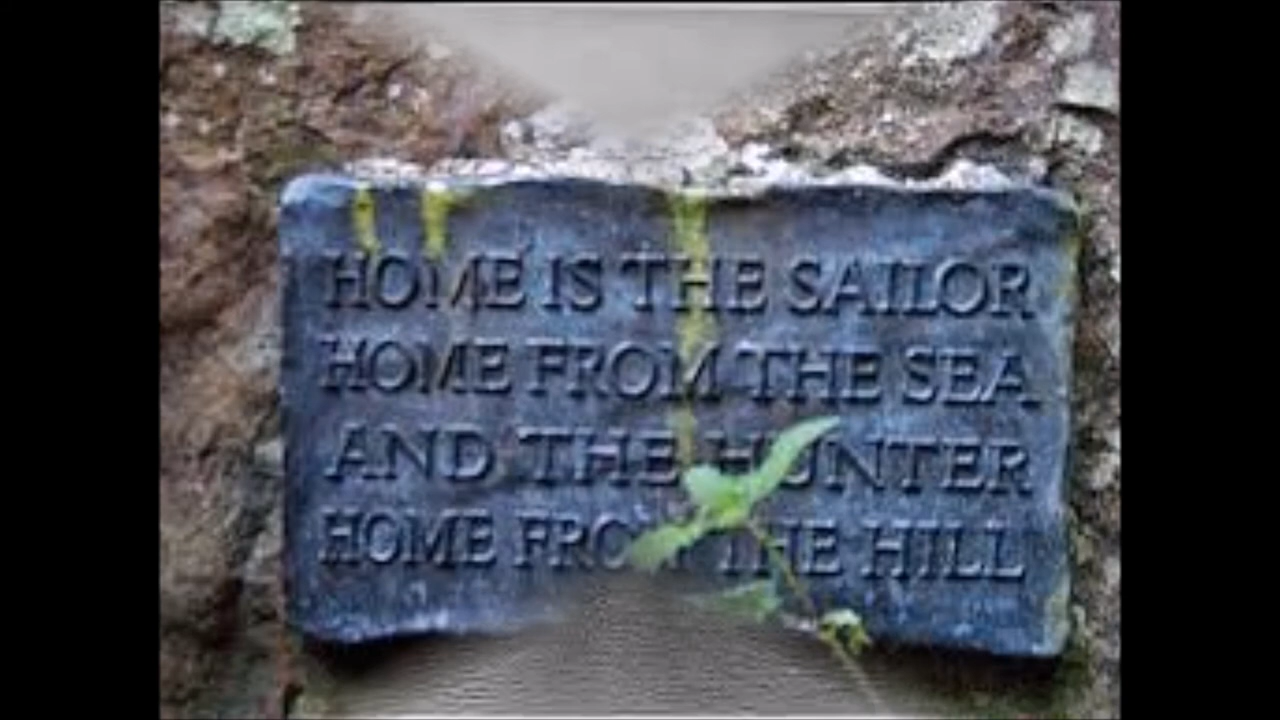 HOME IS THE SAILOR
HOME FROM THE SEA
AND THE HUNTER
HOME FROM THE HILL